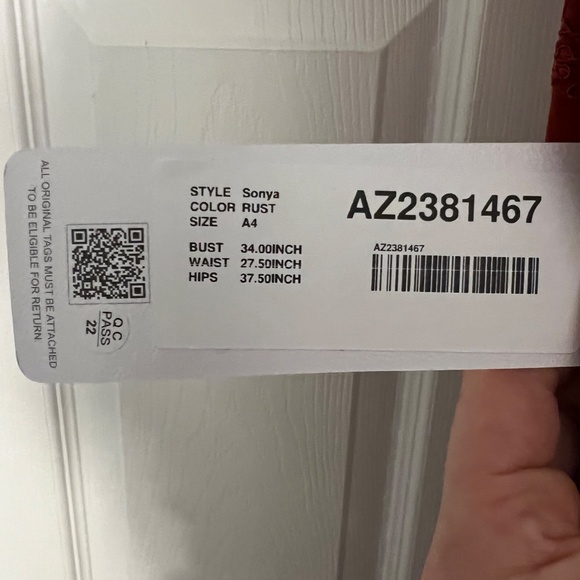 ALL ORIGINAL TAGS MUST BE ATTACHED
TO BE ELIGIBLE FOR RETURN
QC
PASS
22
STYLE Sonya
COLOR RUST
SIZE A4
BUST 34.00INCH
WAIST 27.50INCH
HIPS 37.50INCH
AZ2381467
AZ2381467